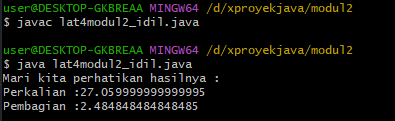 user@DESKTOP-GKBREAA MINGW64 /d/xproyekjava/modul2
$ javac lat4modul2_idil.java
user@DESKTOP-GKBREAA MINGW64 /d/xproyekjava/modul2
$ java lat4modul2_idil.java
Mari kita perhatikan hasilnya :
Perkalian :27.059999999999995
Pembagian :2.484848484848485